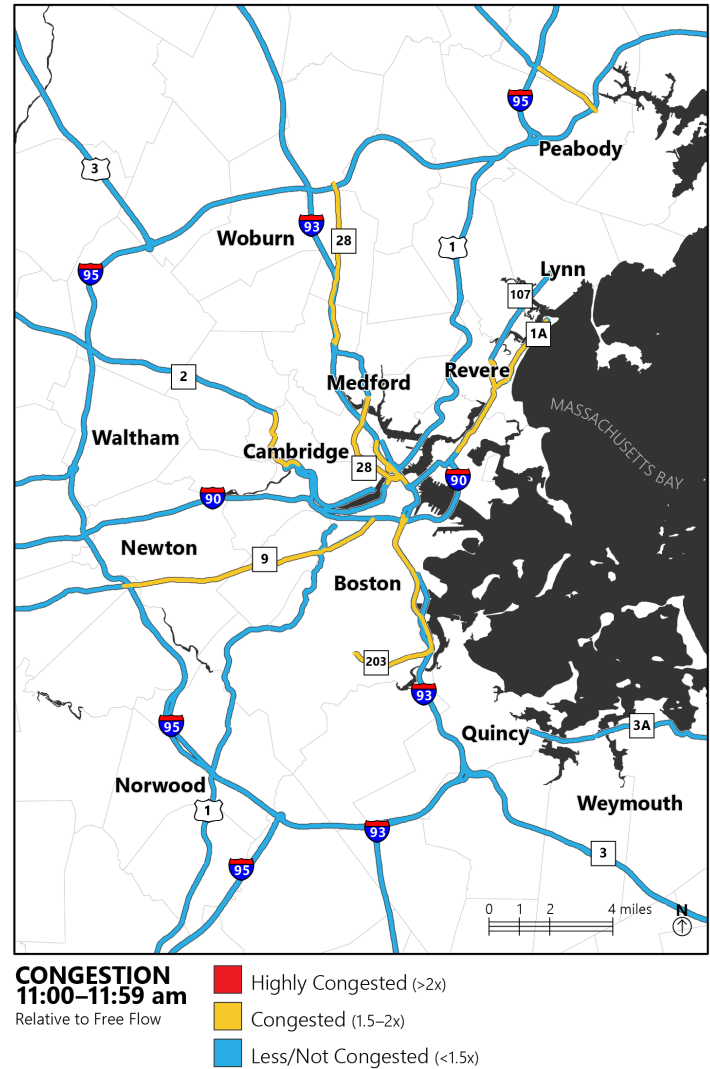 95
Peabody
3
93
Woburn
28
1
95
Lynn
107
1A
2
Revere
Medford
MASSACHUSETTS BAY
Waltham
Cambridge
28
90
90
Newton
9
Boston
203
93
95
Quincy
3A
Norwood
1
Weymouth
93
3
95
0 1 2 4 miles
N
CONGESTION
11:00–11:59 am
Relative to Free Flow
Highly Congested (>2x)
Congested (1.5–2x)
Less/Not Congested (<1.5x)